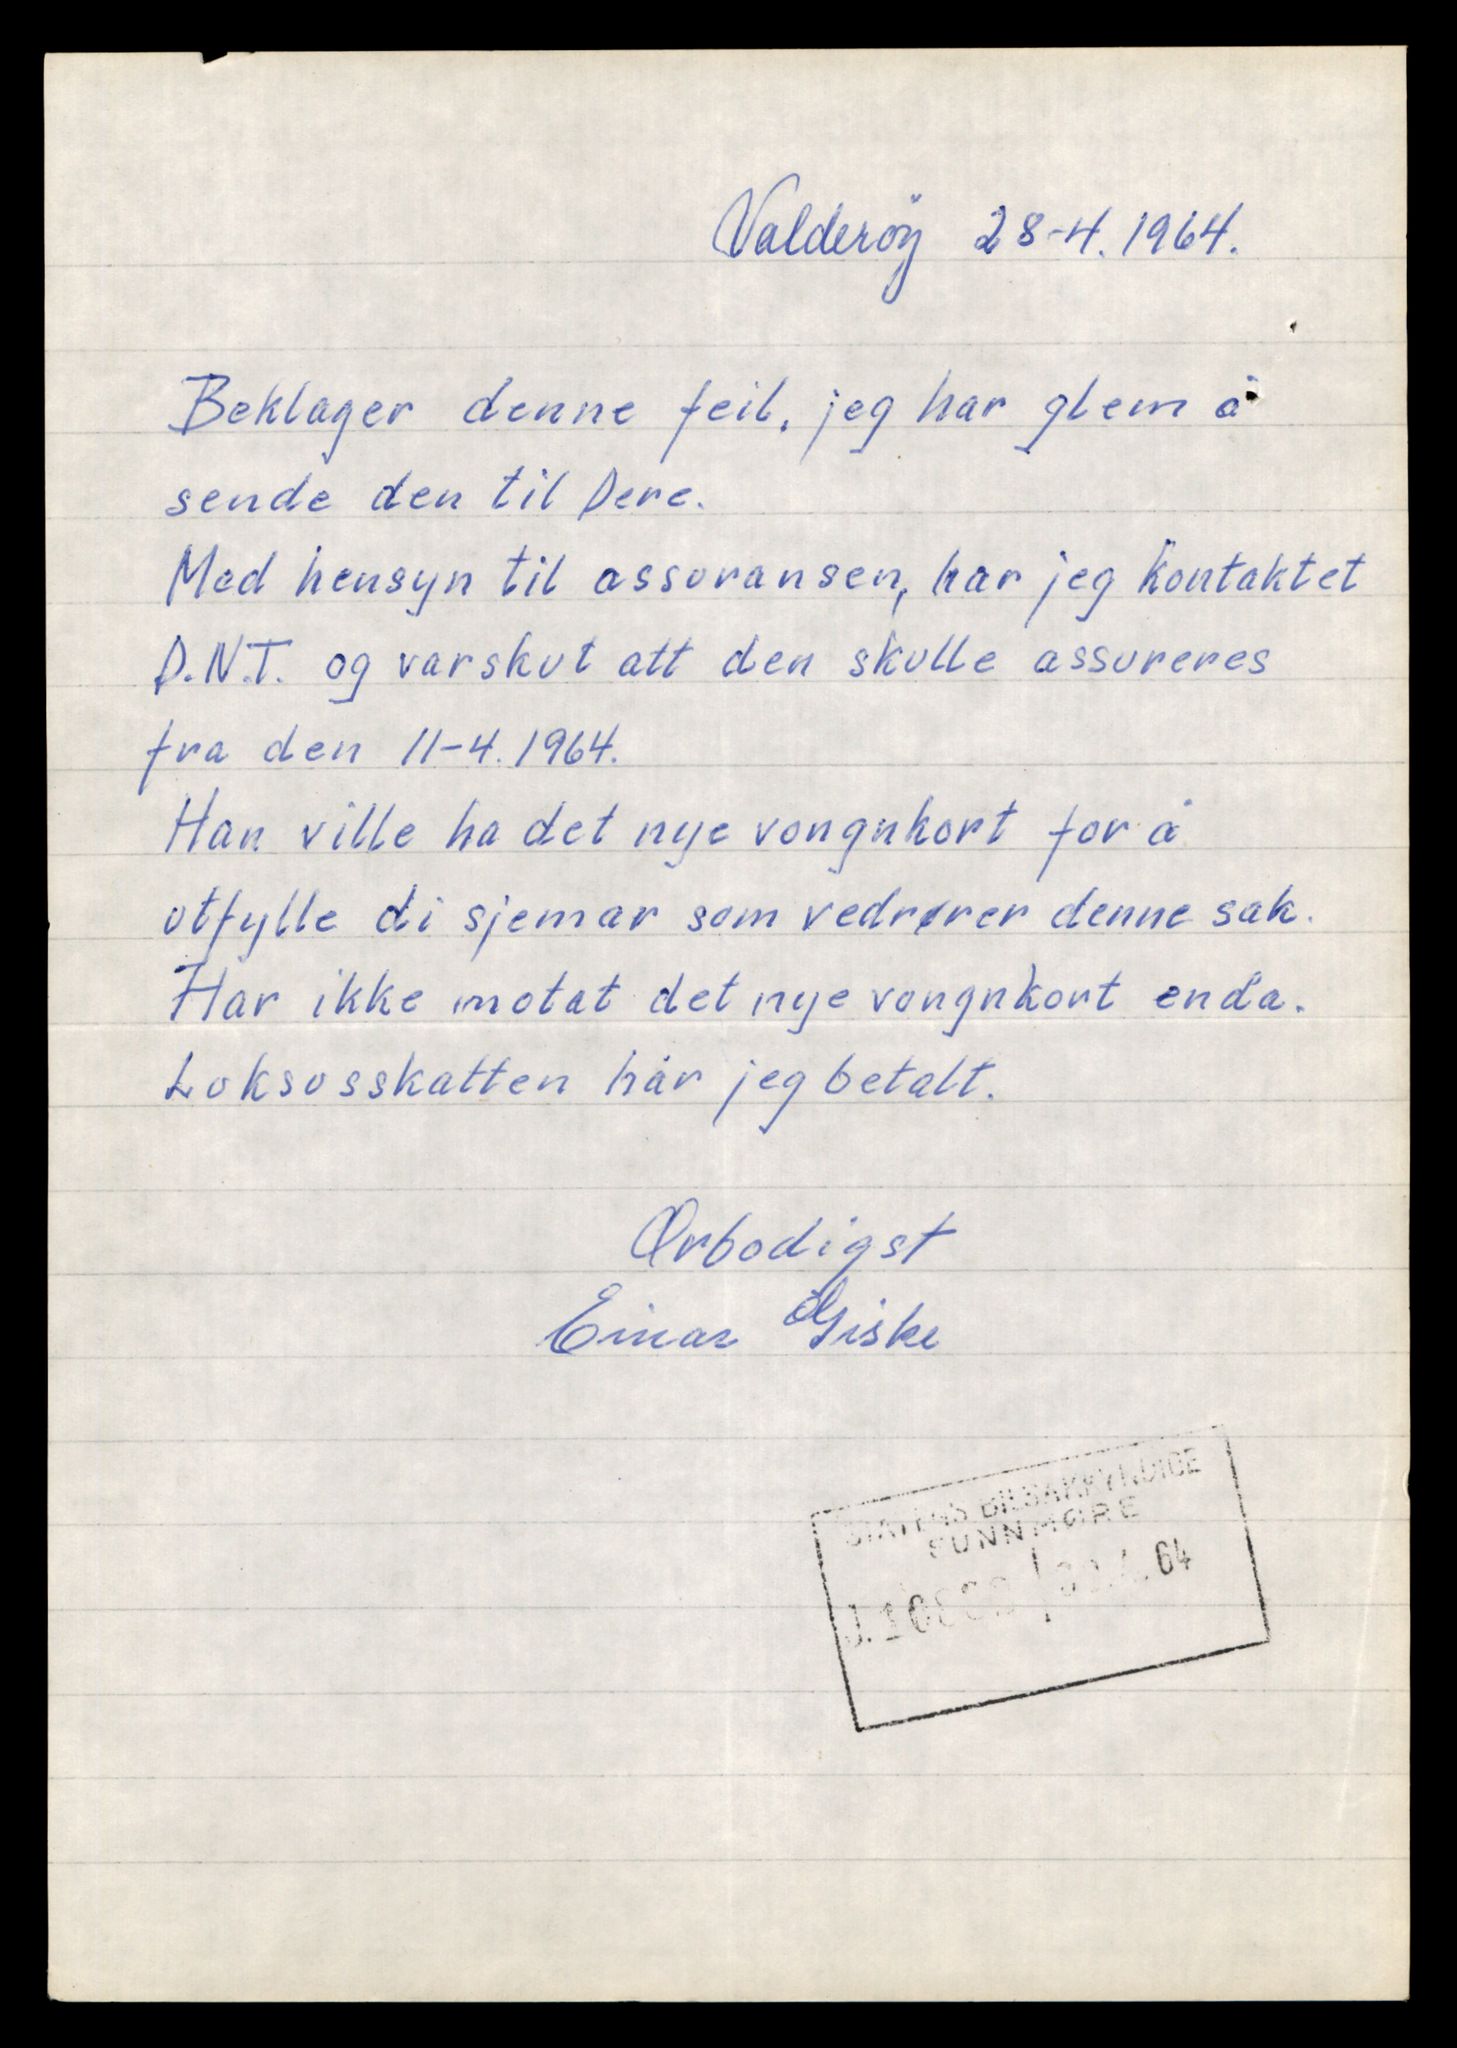 Valderöy 28-4.1964.
Beklager denne feil, jeg har glem å
sende den til Dere.
Med hensyn til assuransen, har jeg kontaktet
D.N.T. og varskut att den skulle assureres
fra den 11-4.1964.
Han ville ha det nye vongnkort for å
utfylle di sjemar som vedrører denne sak.
Har ikke motat det nye vongnkort enda.
Luksusskatten har jeg betalt.
Ørbodigst
Einar Giske
STATENS BILSAKKYNDIGE
SUNNMØRE
64